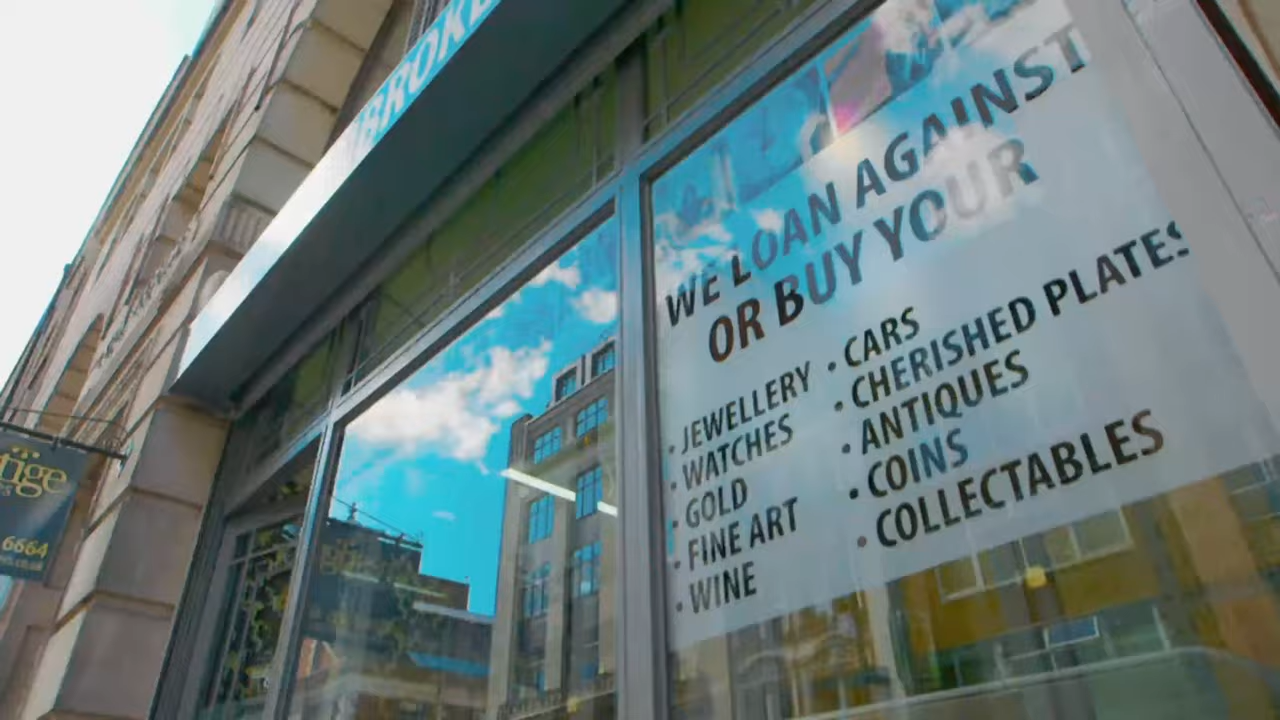 BROKE
WE LOAN AGAINST
OR BUY YOUR
• JEWELLERY
• WATCHES
• GOLD
• FINE ART
• WINE
• CARS
• CHERISHED PLATES
• ANTIQUES
• COINS
• COLLECTABLES
tige
6664